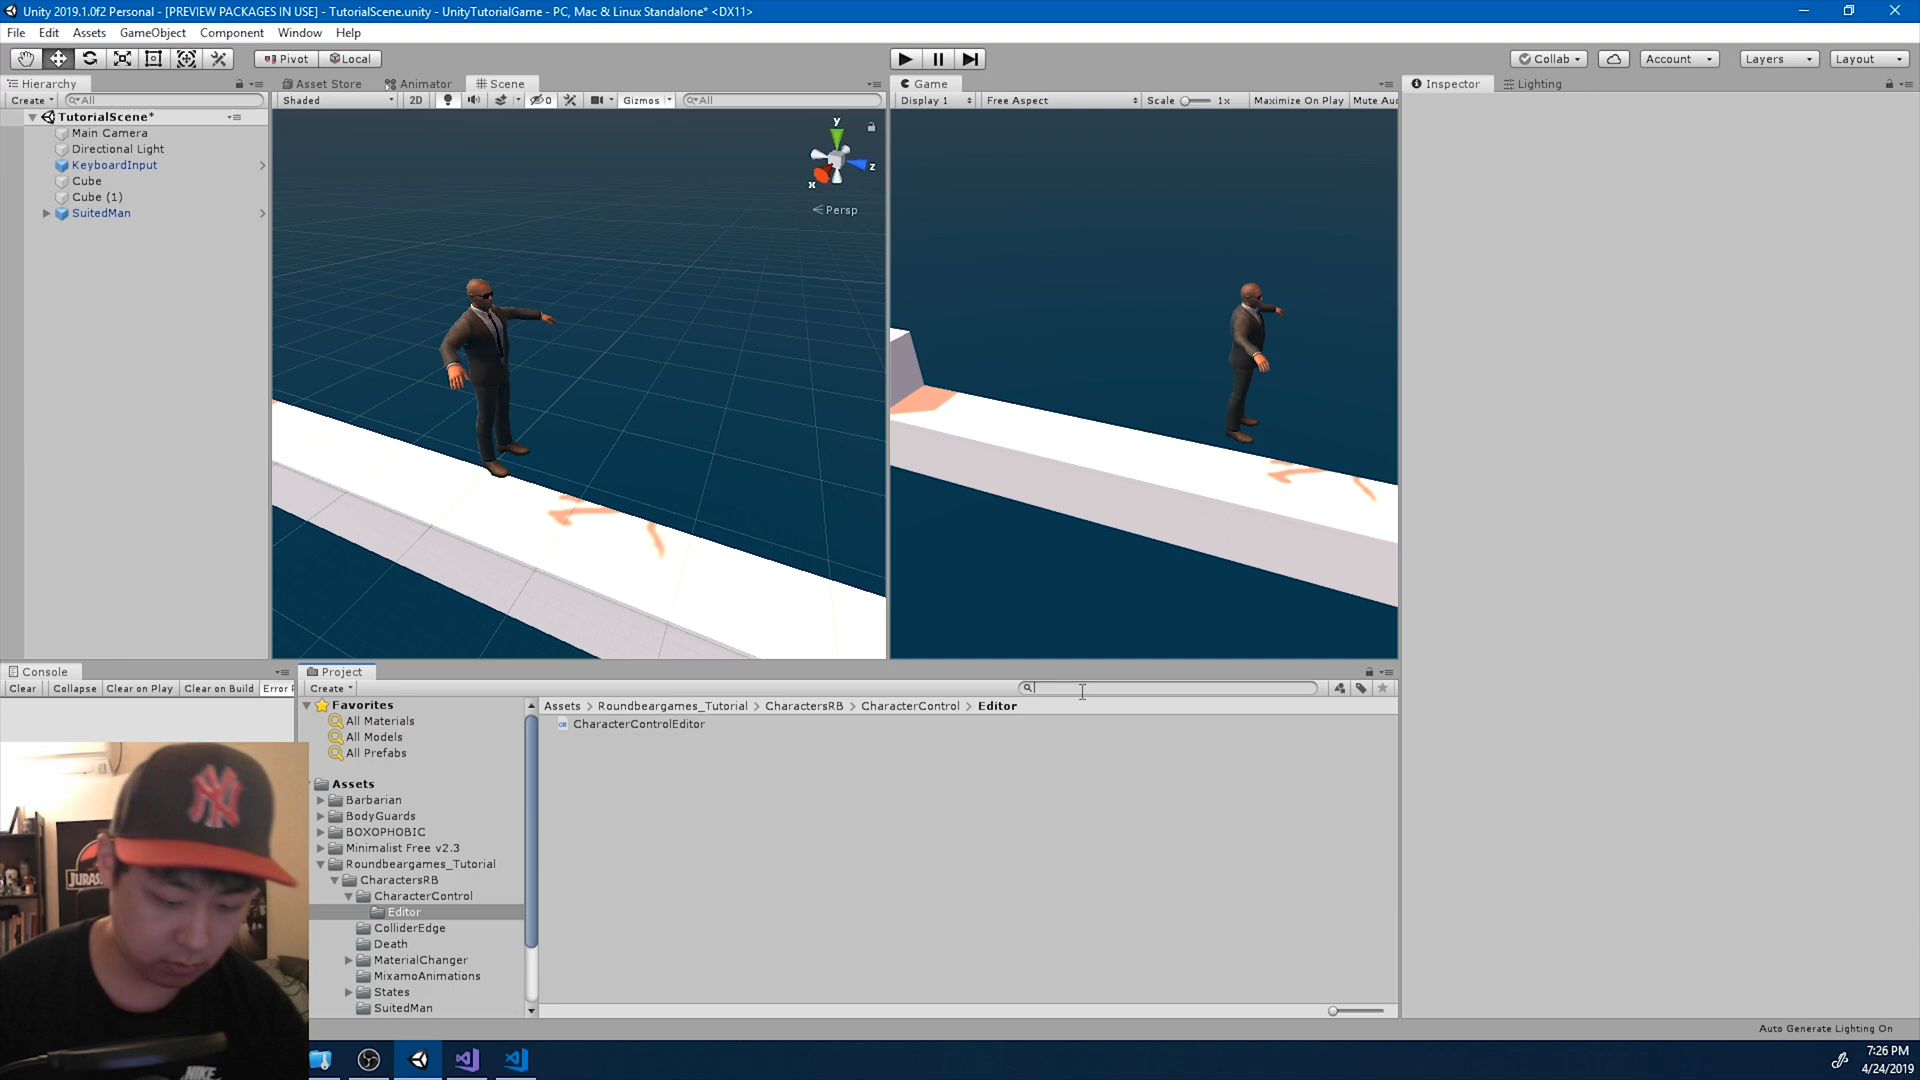 Unity 2019.1.0f2 Personal - [PREVIEW PACKAGES IN USE] - TutorialScene.unity - UnityTutorialGame - PC, Mac & Linux Standalone* <DX11>
File Edit Assets GameObject Component Window Help
Pivot Local Collab Account Layers Layout
Hierarchy Asset Store Animator Scene Game Inspector Lighting
Create All Shaded 2D 0 Gizmos All Display 1 Free Aspect Scale 1x Maximize On Play Mute Au
TutorialScene*
Main Camera
Directional Light
KeyboardInput
Cube
Cube (1)
SuitedMan
y
z
x
Persp
Console Project
Clear Collapse Clear on Play Clear on Build Error Create
Favorites
All Materials
All Models
All Prefabs
Assets
Barbarian
BodyGuards
BOXOPHOBIC
Minimalist Free v2.3
Roundbeargames_Tutorial
CharactersRB
CharacterControl
Editor
ColliderEdge
Death
MaterialChanger
MixamoAnimations
States
SuitedMan
Assets > Roundbeargames_Tutorial > CharactersRB > CharacterControl > Editor
CharacterControlEditor
Auto Generate Lighting On
7:26 PM
4/24/2019
NY
JURAS
NIKE